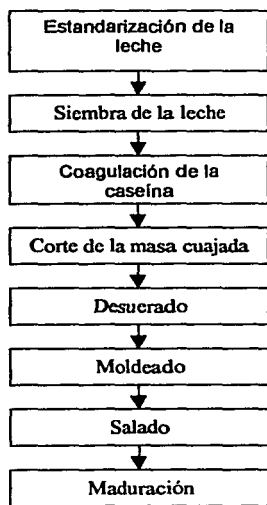 Estandarización de la
leche
Siembra de la leche
Coagulación de la
caseína
Corte de la masa cuajada
Desuerado
Moldeado
Salado
Maduración